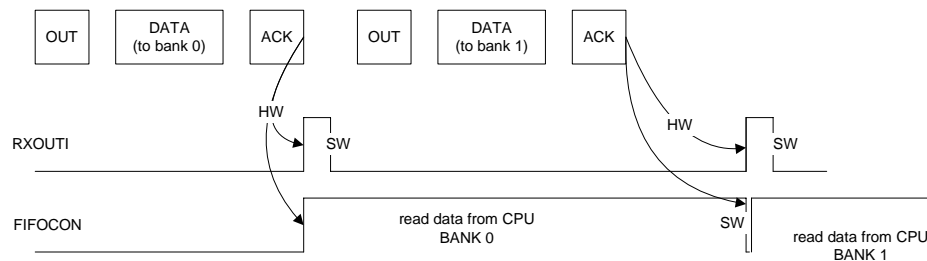 OUT
DATA
(to bank 0)
ACK
OUT
DATA
(to bank 1)
ACK
HW
HW
RXOUTI
SW
SW
FIFOCON
read data from CPU
BANK 0
SW
read data from CPU
BANK 1